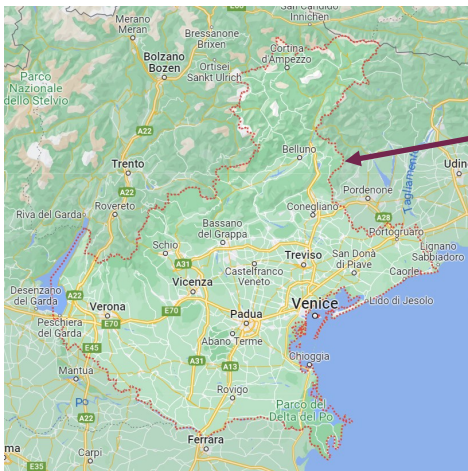 San Candido
Innichen
Merano
Meran
Bressanone
Brixen
Cortina
d'Ampezzo
Bolzano
Bozen
Ortisei
Sankt Ulrich
Parco
Nazionale
dello Stelvio
A22
Belluno
Trento
A22
Tagliamento
Udin
Pordenone
Riva del Garda
Rovereto
Conegliano
A28
Bassano
del Grappa
Portogruaro
Schio
Lignano
Sabbiadoro
A31
Treviso
San Donà
di Piave
Castelfranco
Veneto
Caorle
Desenzano
del Garda
A22
Vicenza
Verona
E70
Venice
Lido di Jesolo
Peschiera
del Garda
E70
Padua
E45
Abano Terme
Mantua
A31
A13
Chioggia
Po
Rovigo
Parco del
Delta del Po
A22
Ferrara
ma
Carpi
E35